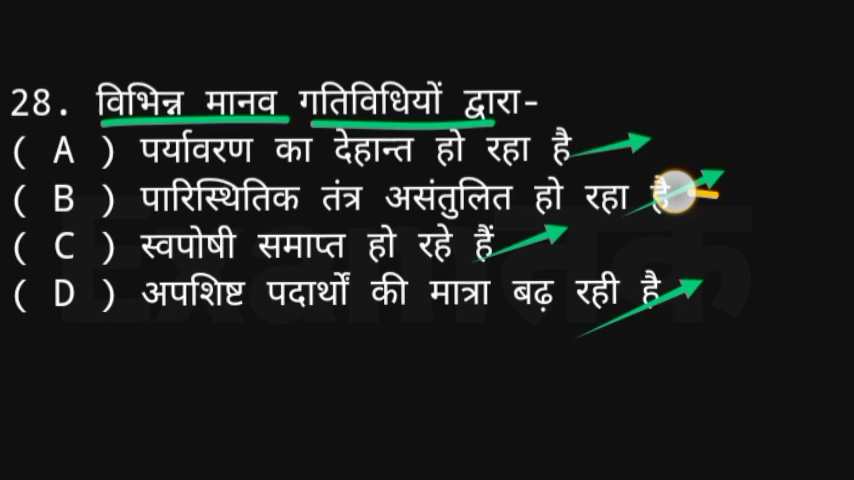 28. विभिन्न मानव गतिविधियों द्वारा-
( A ) पर्यावरण का देहान्त हो रहा है
( B ) पारिस्थितिक तंत्र असंतुलित हो रहा है
( C ) स्वपोषी समाप्त हो रहे हैं
( D ) अपशिष्ट पदार्थों की मात्रा बढ़ रही है